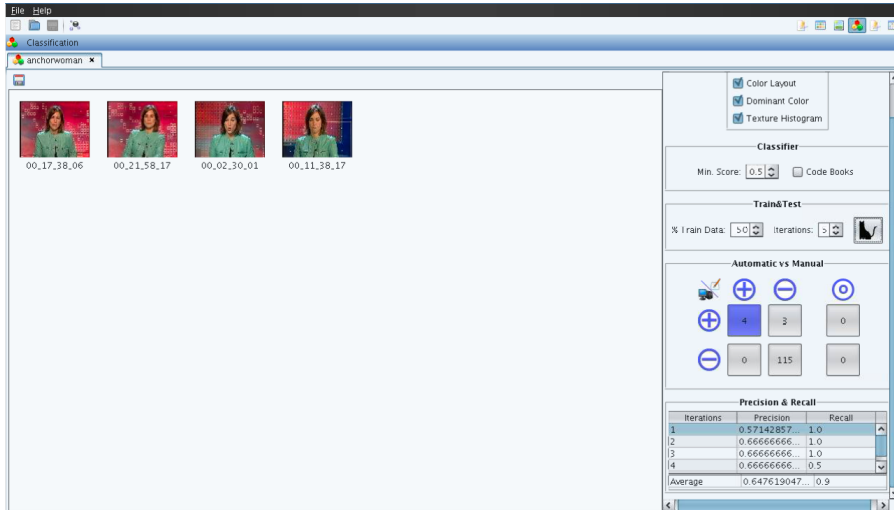 File Help
Classification
anchorwoman ×
00_17_38_06 00_21_58_17 00_02_30_01 00_11_38_17
Color Layout
Dominant Color
Texture Histogram
Classifier
Min. Score: 0.5 Code Books
Train&Test
% Train Data: 50 Iterations: 5
Automatic vs Manual
4 3 0
0 115 0
Precision & Recall
Iterations Precision Recall
1 0.57142857... 1.0
2 0.66666666... 1.0
3 0.66666666... 1.0
4 0.66666666... 0.5
Average 0.647619047... 0.9